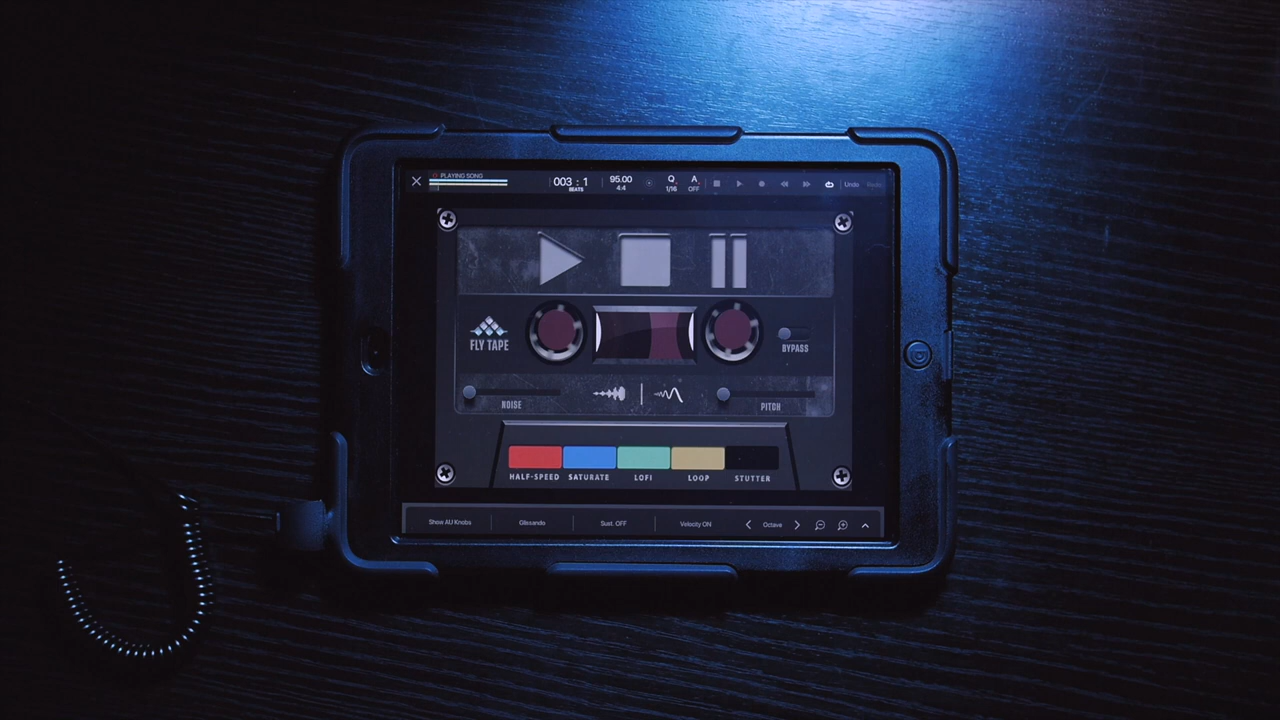 PLAYING SONG
003 : 1
BEATS
95.00
4:4
Q
1/16
A
OFF
Undo
Redo
FLY TAPE
BYPASS
NOISE
PITCH
HALF-SPEED SATURATE LOFI LOOP STUTTER
Show AU Knobs Glissando Sust. OFF Velocity ON Octave